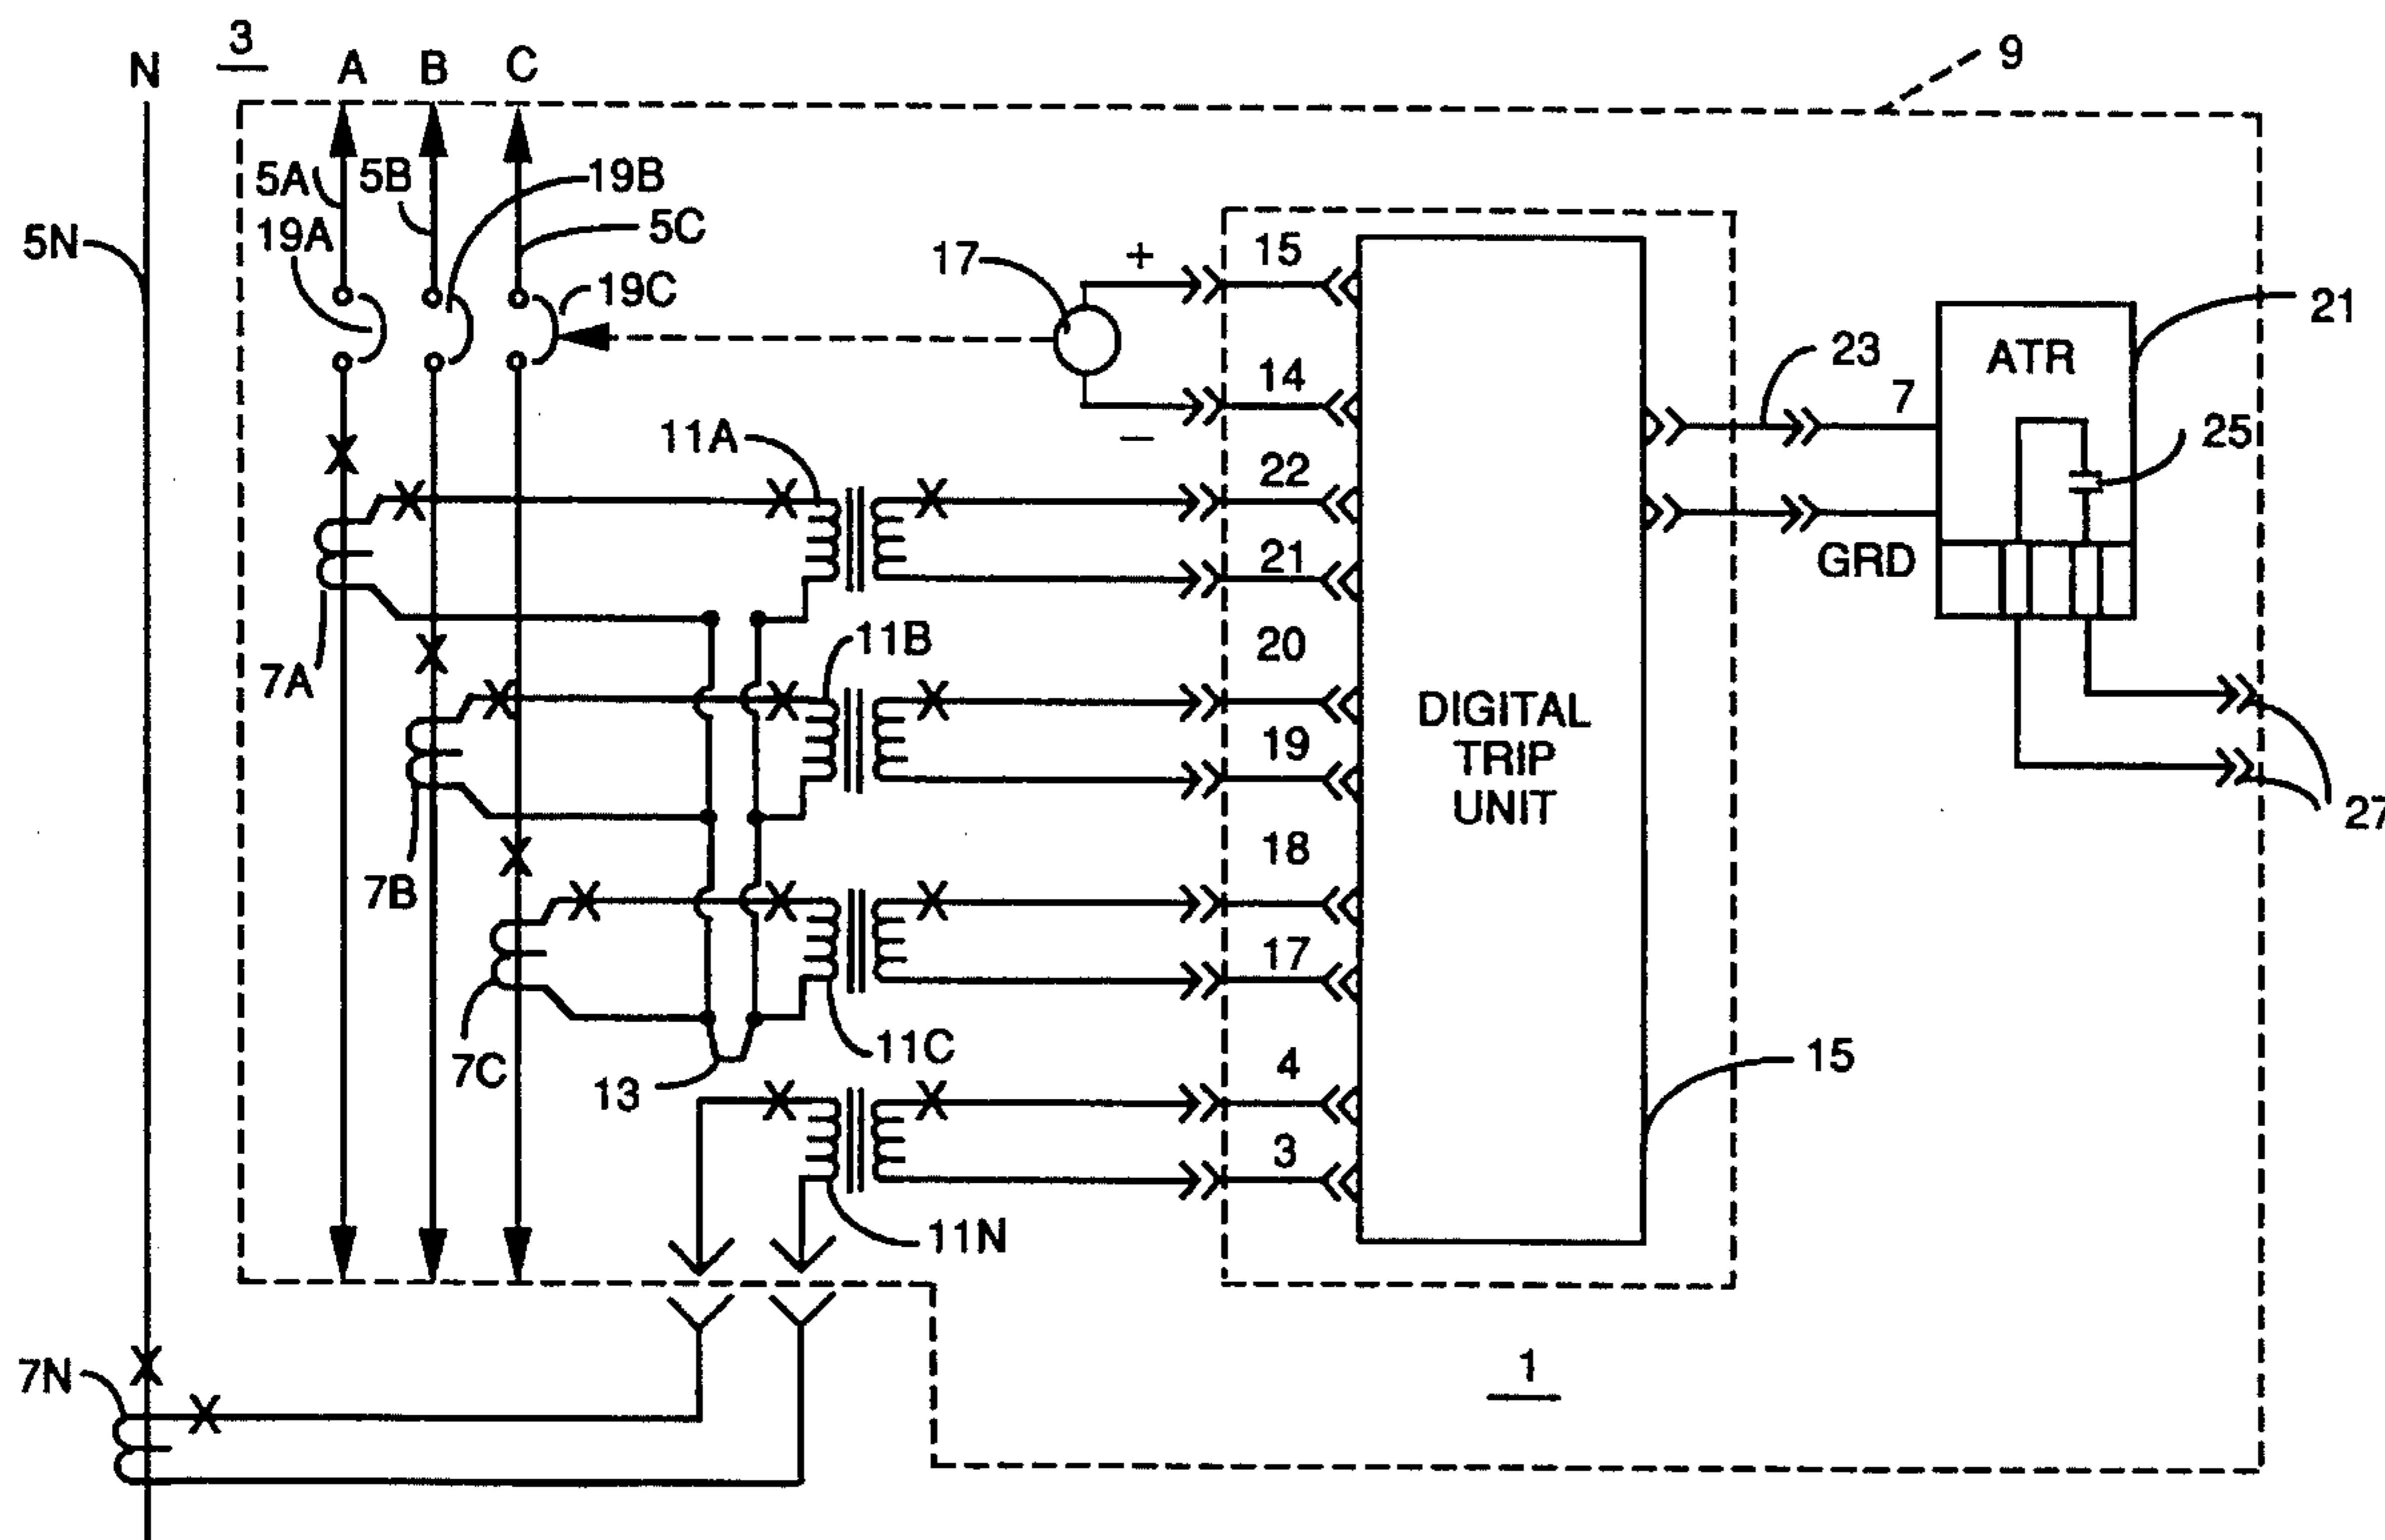 3
N
A
B
C
9
5A
5B
19B
5N
19A
5C
17
+
15
19C
21
14
ATR
23
7
−
25
11A
22
21
GRD
20
11B
7A
DIGITAL
TRIP
UNIT
19
27
18
7B
17
11C
15
7C
13
4
3
11N
1
7N